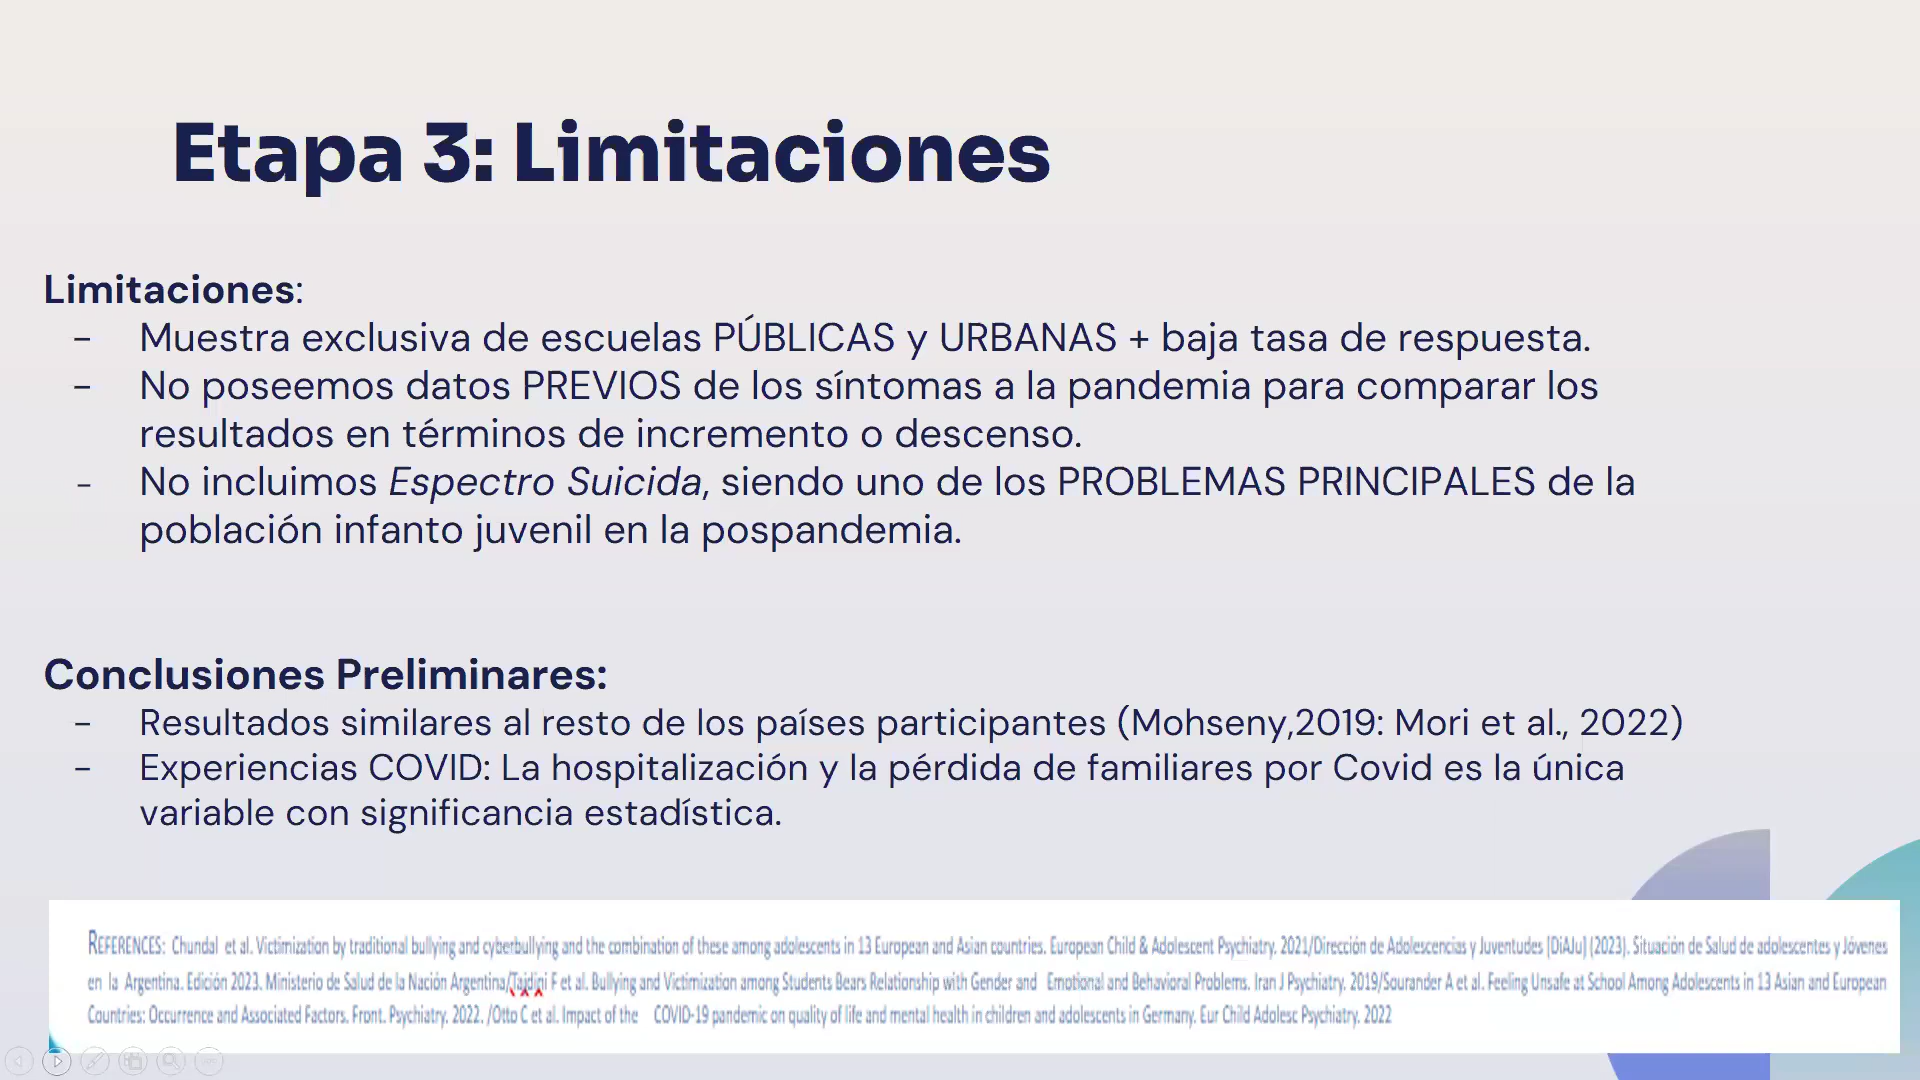 Etapa 3: Limitaciones
Limitaciones:
- Muestra exclusiva de escuelas PÚBLICAS y URBANAS + baja tasa de respuesta.
- No poseemos datos PREVIOS de los síntomas a la pandemia para comparar los
resultados en términos de incremento o descenso.
- No incluimos Espectro Suicida, siendo uno de los PROBLEMAS PRINCIPALES de la
población infanto juvenil en la pospandemia.
Conclusiones Preliminares:
- Resultados similares al resto de los países participantes (Mohseny,2019: Mori et al., 2022)
- Experiencias COVID: La hospitalización y la pérdida de familiares por Covid es la única
variable con significancia estadística.
REFERENCES: Chundal et al. Victimization by traditional bullying and cyberbullying and the combination of these among adolescents in 13 European and Asian countries. European Child & Adolescent Psychiatry. 2021/Dirección de Adolescencias y Juventudes [DiAJu] (2023). Situación de Salud de adolescentes y Jóvenes
en la Argentina. Edición 2023. Ministerio de Salud de la Nación Argentina/Tajdini F et al. Bullying and Victimization among Students Bears Relationship with Gender and Emotional and Behavioral Problems. Iran J Psychiatry. 2019/Sourander A et al. Feeling Unsafe at School Among Adolescents in 13 Asian and European
Countries: Occurrence and Associated Factors. Front. Psychiatry. 2022. /Otto C et al. Impact of the COVID-19 pandemic on quality of life and mental health in children and adolescents in Germany. Eur Child Adolesc Psychiatry. 2022